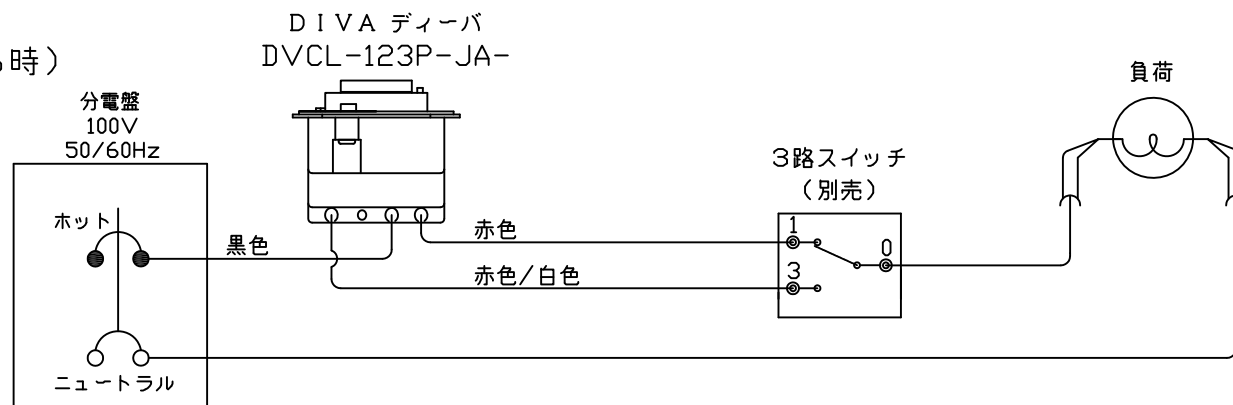 DIVA ディーバ
DVCL-123P-JA-
時）
分電盤
100V
50/60Hz
負荷
3路スイッチ
（別売）
ホット
黒色
赤色
1
0
赤色/白色
3
ニュートラル